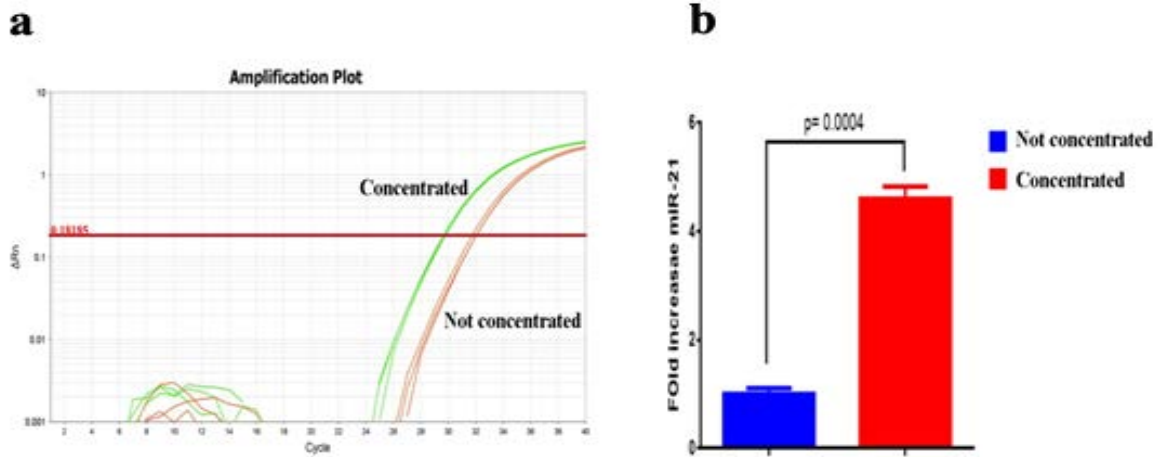 a
Amplification Plot
10
1
0.1
0.01
0.001
ΔRn
0.18195
Concentrated
Not concentrated
2 4 6 8 10 12 14 16 18 20 22 24 26 28 30 32 34 36 38 40
Cycle
b
FOld increasae miR-21
6
4
2
0
p= 0.0004
Not concentrated
Concentrated